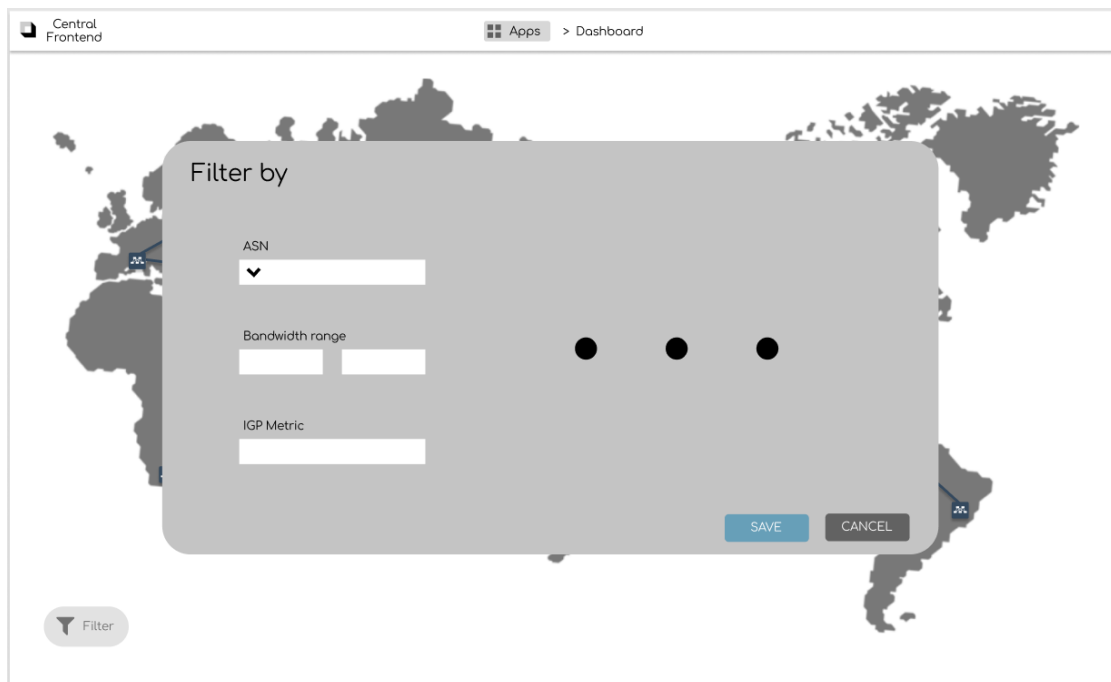 Central
Frontend
Apps > Dashboard
Filter by
ASN
Bandwidth range
IGP Metric
SAVE CANCEL
Filter